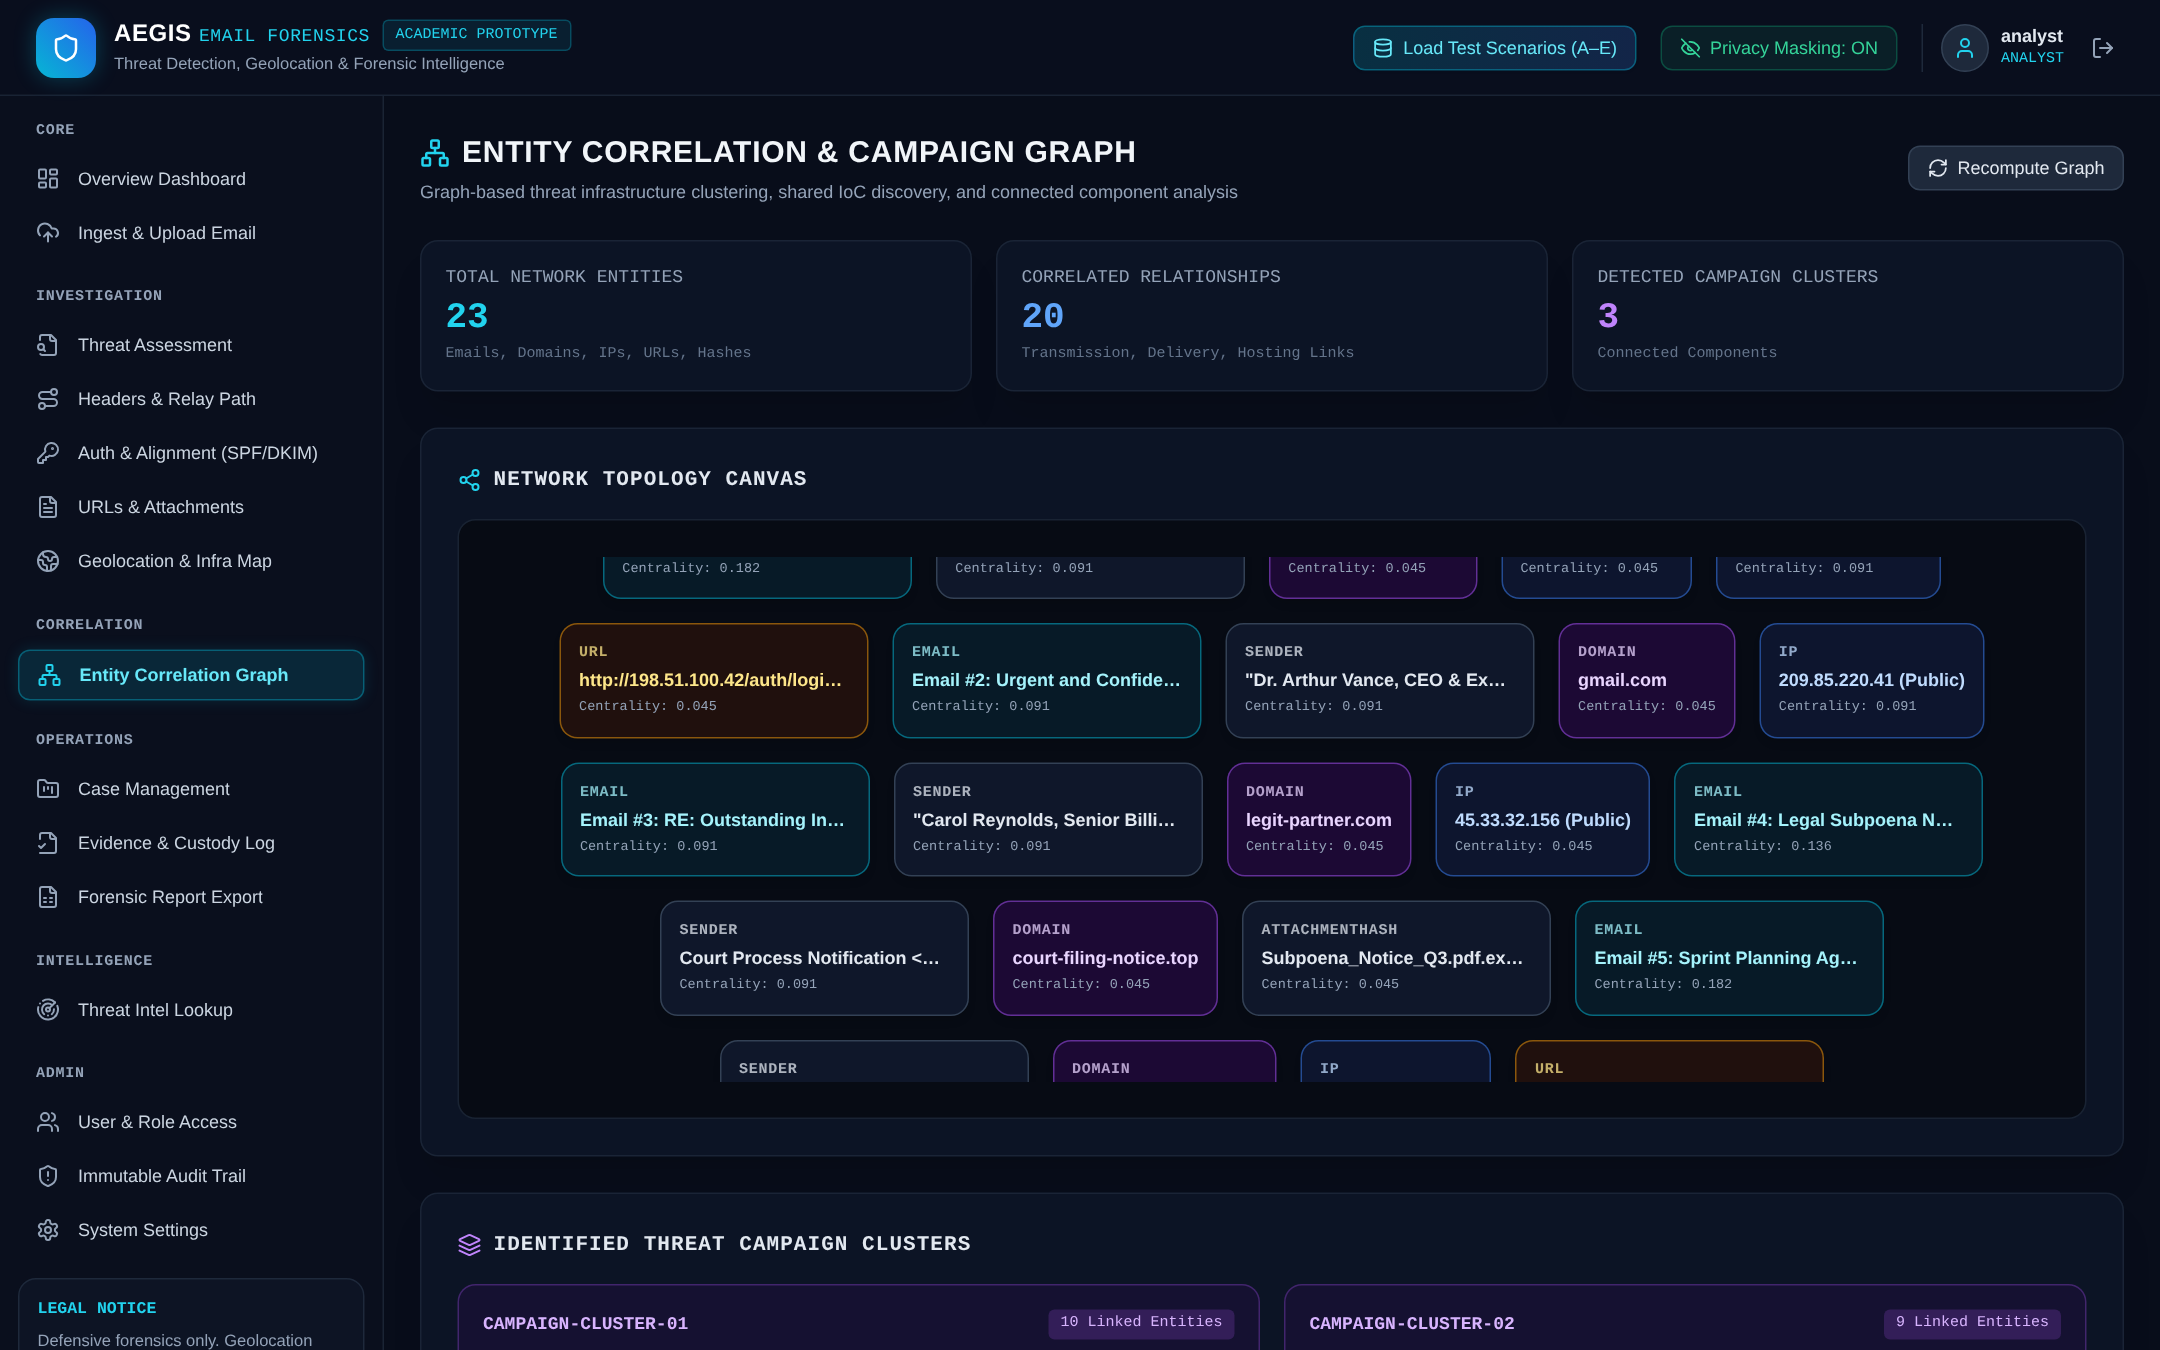 AEGIS EMAIL FORENSICS ACADEMIC PROTOTYPE
Threat Detection, Geolocation & Forensic Intelligence
Load Test Scenarios (A–E)
Privacy Masking: ON
analyst
ANALYST
CORE
Overview Dashboard
Ingest & Upload Email
INVESTIGATION
Threat Assessment
Headers & Relay Path
Auth & Alignment (SPF/DKIM)
URLs & Attachments
Geolocation & Infra Map
CORRELATION
Entity Correlation Graph
OPERATIONS
Case Management
Evidence & Custody Log
Forensic Report Export
INTELLIGENCE
Threat Intel Lookup
ADMIN
User & Role Access
Immutable Audit Trail
System Settings
LEGAL NOTICE
Defensive forensics only. Geolocation
ENTITY CORRELATION & CAMPAIGN GRAPH
Graph-based threat infrastructure clustering, shared IoC discovery, and connected component analysis
Recompute Graph
TOTAL NETWORK ENTITIES
23
Emails, Domains, IPs, URLs, Hashes
CORRELATED RELATIONSHIPS
20
Transmission, Delivery, Hosting Links
DETECTED CAMPAIGN CLUSTERS
3
Connected Components
NETWORK TOPOLOGY CANVAS
Centrality: 0.182
Centrality: 0.091
Centrality: 0.045
Centrality: 0.045
Centrality: 0.091
URL
http://198.51.100.42/auth/logi...
Centrality: 0.045
EMAIL
Email #2: Urgent and Confide...
Centrality: 0.091
SENDER
"Dr. Arthur Vance, CEO & Ex...
Centrality: 0.091
DOMAIN
gmail.com
Centrality: 0.045
IP
209.85.220.41 (Public)
Centrality: 0.091
EMAIL
Email #3: RE: Outstanding In...
Centrality: 0.091
SENDER
"Carol Reynolds, Senior Billi...
Centrality: 0.091
DOMAIN
legit-partner.com
Centrality: 0.045
IP
45.33.32.156 (Public)
Centrality: 0.045
EMAIL
Email #4: Legal Subpoena N...
Centrality: 0.136
SENDER
Court Process Notification <...
Centrality: 0.091
DOMAIN
court-filing-notice.top
Centrality: 0.045
ATTACHMENTHASH
Subpoena_Notice_Q3.pdf.ex...
Centrality: 0.045
EMAIL
Email #5: Sprint Planning Ag...
Centrality: 0.182
SENDER
DOMAIN
IP
URL
IDENTIFIED THREAT CAMPAIGN CLUSTERS
CAMPAIGN-CLUSTER-01
10 Linked Entities
CAMPAIGN-CLUSTER-02
9 Linked Entities